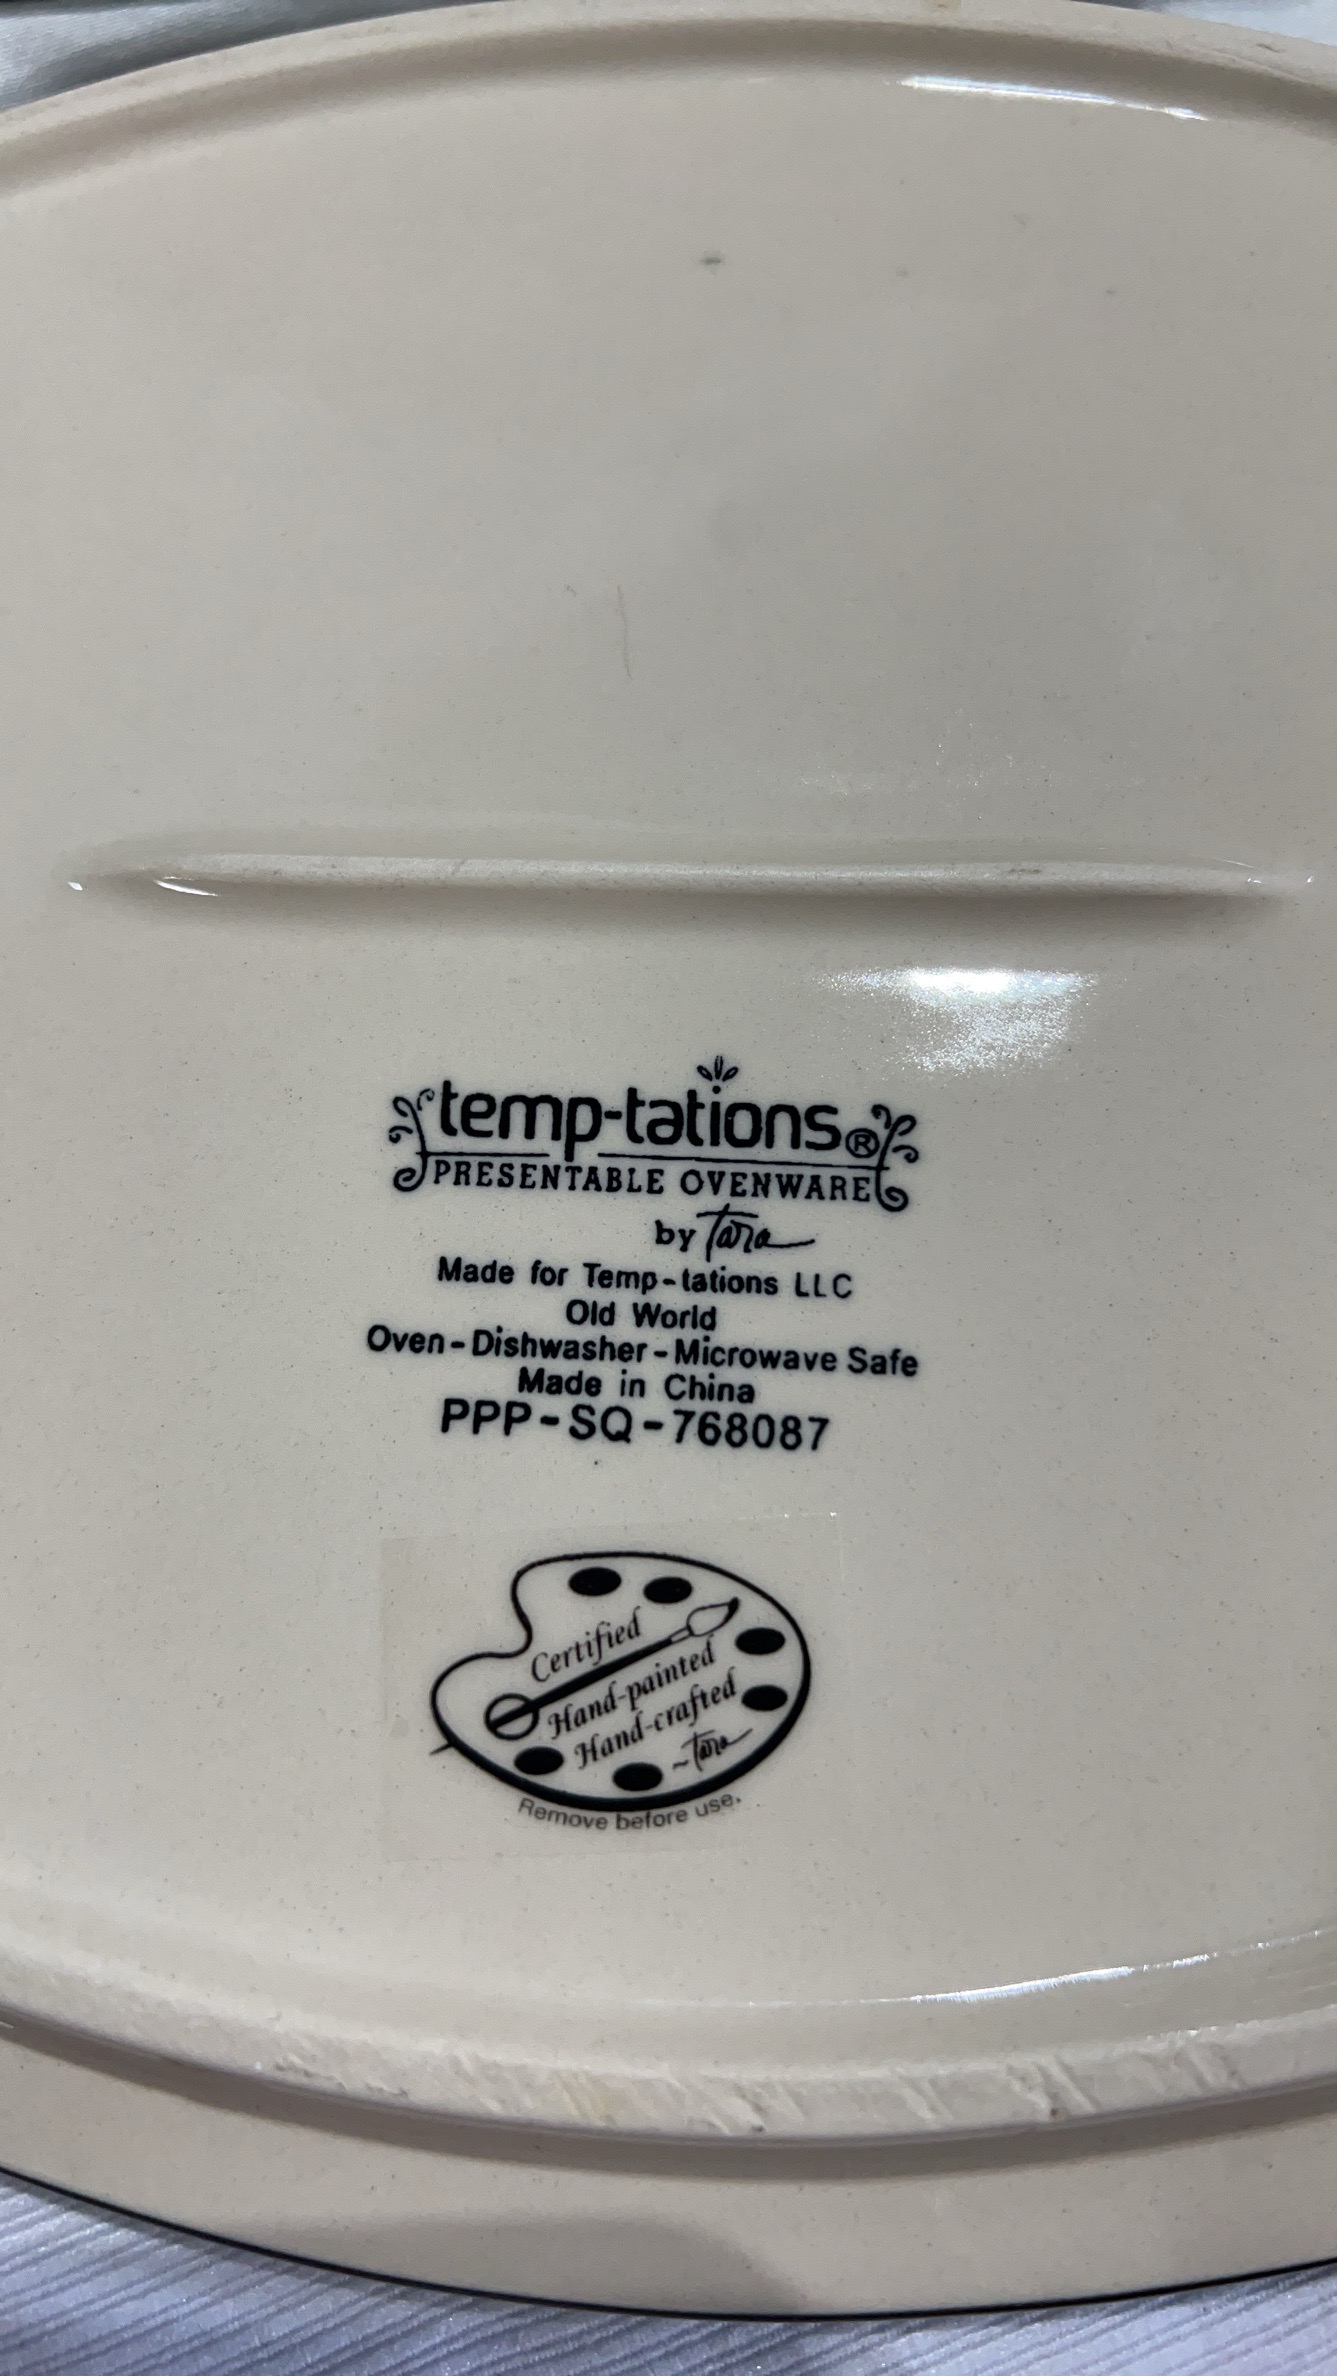 temp-tations®
PRESENTABLE OVENWARE
by Tara
Made for Temp-tations LLC
Old World
Oven-Dishwasher-Microwave Safe
Made in China
PPP-SQ-768087
Certified
Hand-painted
Hand-crafted
~Tara
Remove before use.